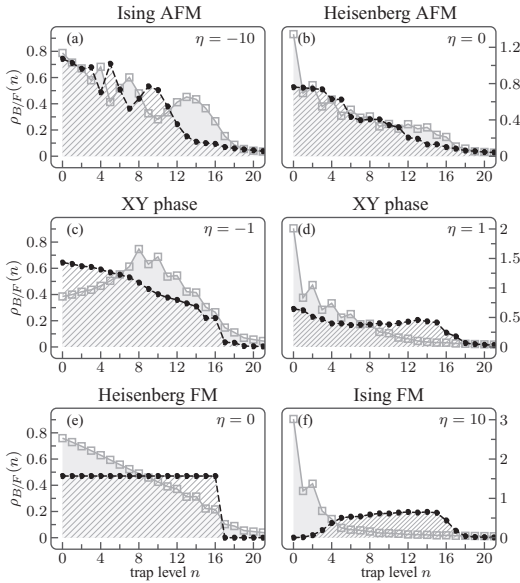 Ising AFM Heisenberg AFM
(a) η = −10 (b) η = 0
ρB/F(n)
0.8
0.6
0.4
0.2
0
1.2
0.8
0.4
0
0 4 8 12 16 20 0 4 8 12 16 20
XY phase XY phase
(c) η = −1 (d) η = 1
ρB/F(n)
0.8
0.6
0.4
0.2
0
2
1.5
1
0.5
0
0 4 8 12 16 20 0 4 8 12 16 20
Heisenberg FM Ising FM
(e) η = 0 (f) η = 10
ρB/F(n)
0.8
0.6
0.4
0.2
0
3
2
1
0
0 4 8 12 16 20 0 4 8 12 16 20
trap level n trap level n